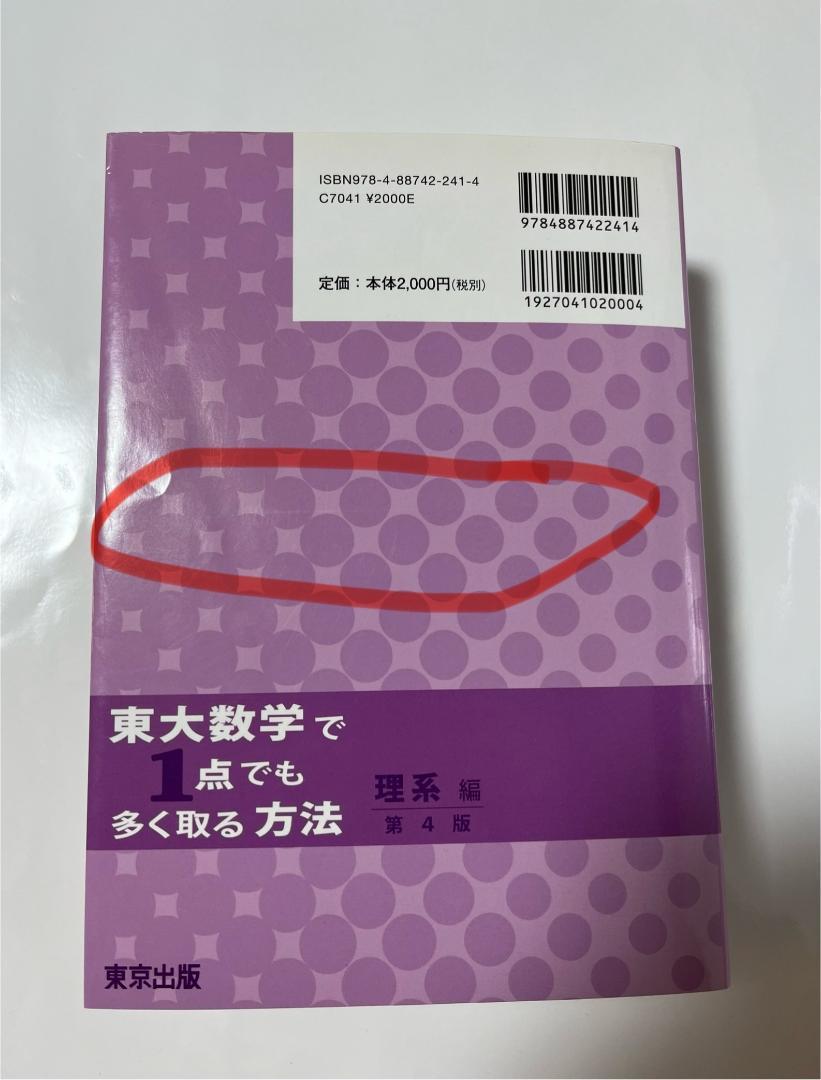 ISBN978-4-88742-241-4
C7041 ¥2000E
9784887422414
定価：本体2,000円(税別)
1927041020004
東大数学で
1点でも
多く取る方法
理系編
第4版
東京出版